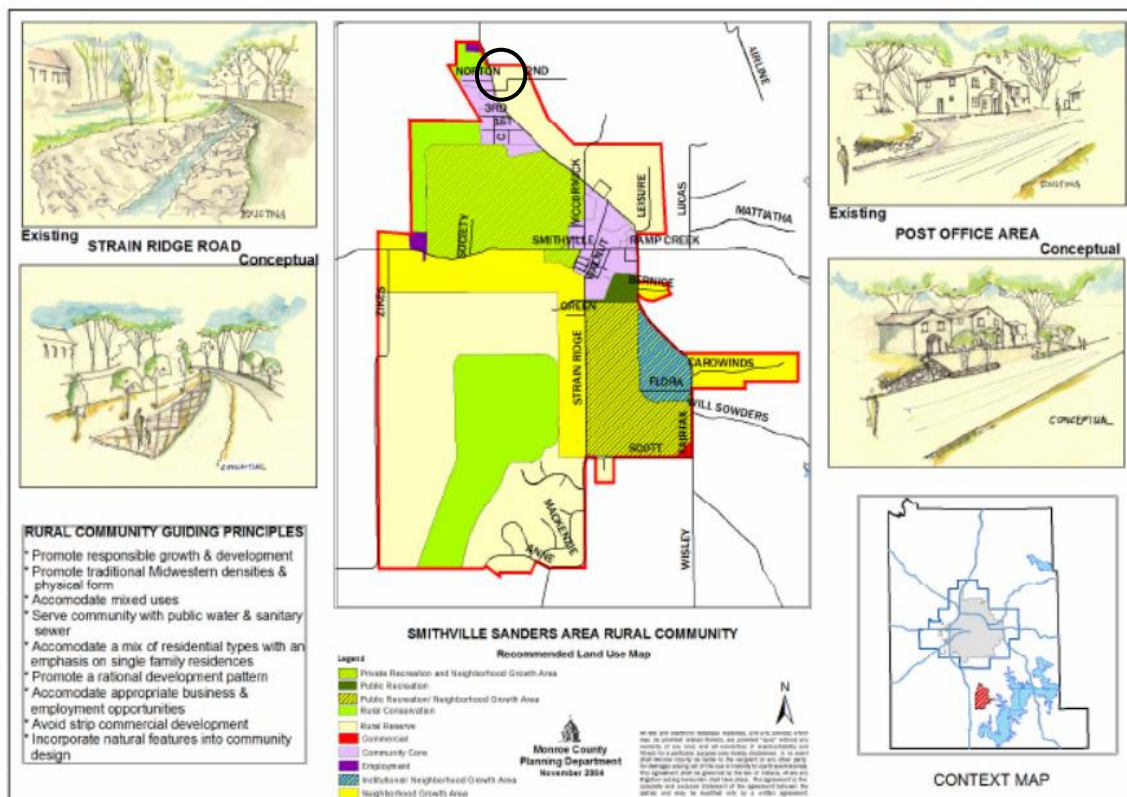 EXISTING
Existing
STRAIN RIDGE ROAD
Conceptual
CONCEPTUAL
RURAL COMMUNITY GUIDING PRINCIPLES
* Promote responsible growth & development
* Promote traditional Midwestern densities &
physical form
* Accomodate mixed uses
* Serve community with public water & sanitary
sewer
* Accomodate a mix of residential types with an
emphasis on single family residences
* Promote a rational development pattern
* Accomodate appropriate business &
employment opportunities
* Avoid strip commercial development
* Incorporate natural features into community
design
NORTON
2ND
AIRLINE
3RD
1ST
C
MCCORMICK
LEISURE
LUCAS
MATTIATHA
SOCIETY
SMITHVILLE
WALNUT
RAMP CREEK
BERNICE
ZIKES
GREEN
STRAIN RIDGE
CAROWINDS
FLORA
WILL SOWDERS
FAIRFAX
SCOTT
MACKENZIE
ANNE
WISLEY
SMITHVILLE SANDERS AREA RURAL COMMUNITY
Recommended Land Use Map
Legend
Private Recreation and Neighborhood Growth Area
Public Recreation
Public Recreation/ Neighborhood Growth Area
Rural Conservation
Rural Reserve
Commercial
Community Core
Employment
Institutional/ Neighborhood Growth Area
Neighborhood Growth Area
Monroe County
Planning Department
November 2004
N
EXISTING
Existing
POST OFFICE AREA
Conceptual
CONCEPTUAL
CONTEXT MAP